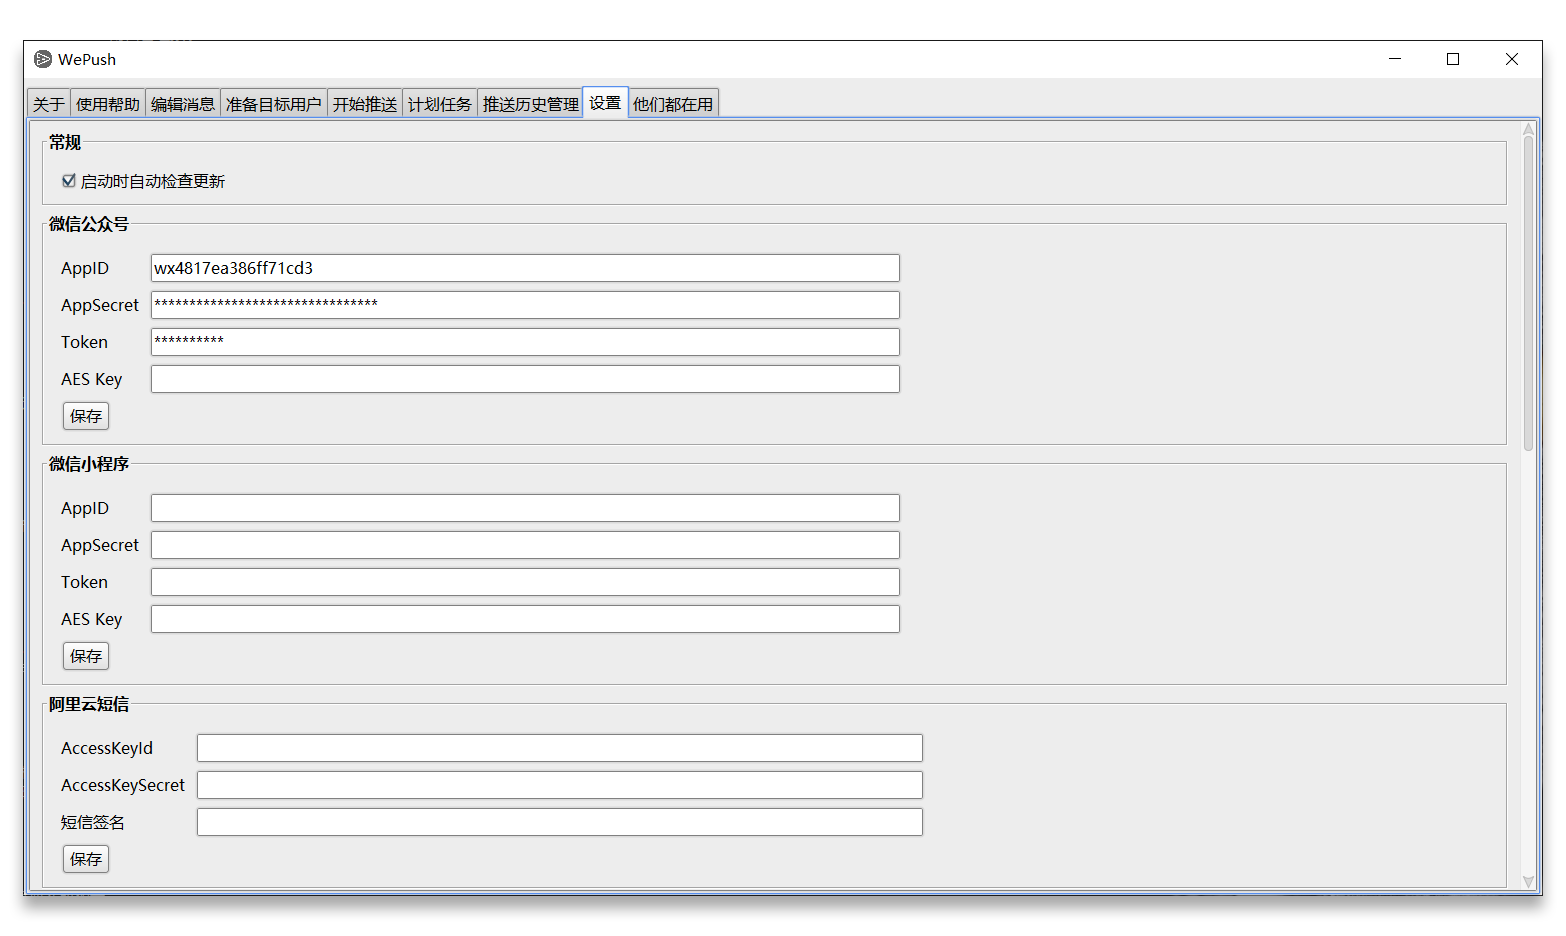 WePush
关于 使用帮助 编辑消息 准备目标用户 开始推送 计划任务 推送历史管理 设置 他们都在用
常规
启动时自动检查更新
微信公众号
AppID wx4817ea386ff71cd3
AppSecret ********************************
Token **********
AES Key
保存
微信小程序
AppID
AppSecret
Token
AES Key
保存
阿里云短信
AccessKeyId
AccessKeySecret
短信签名
保存